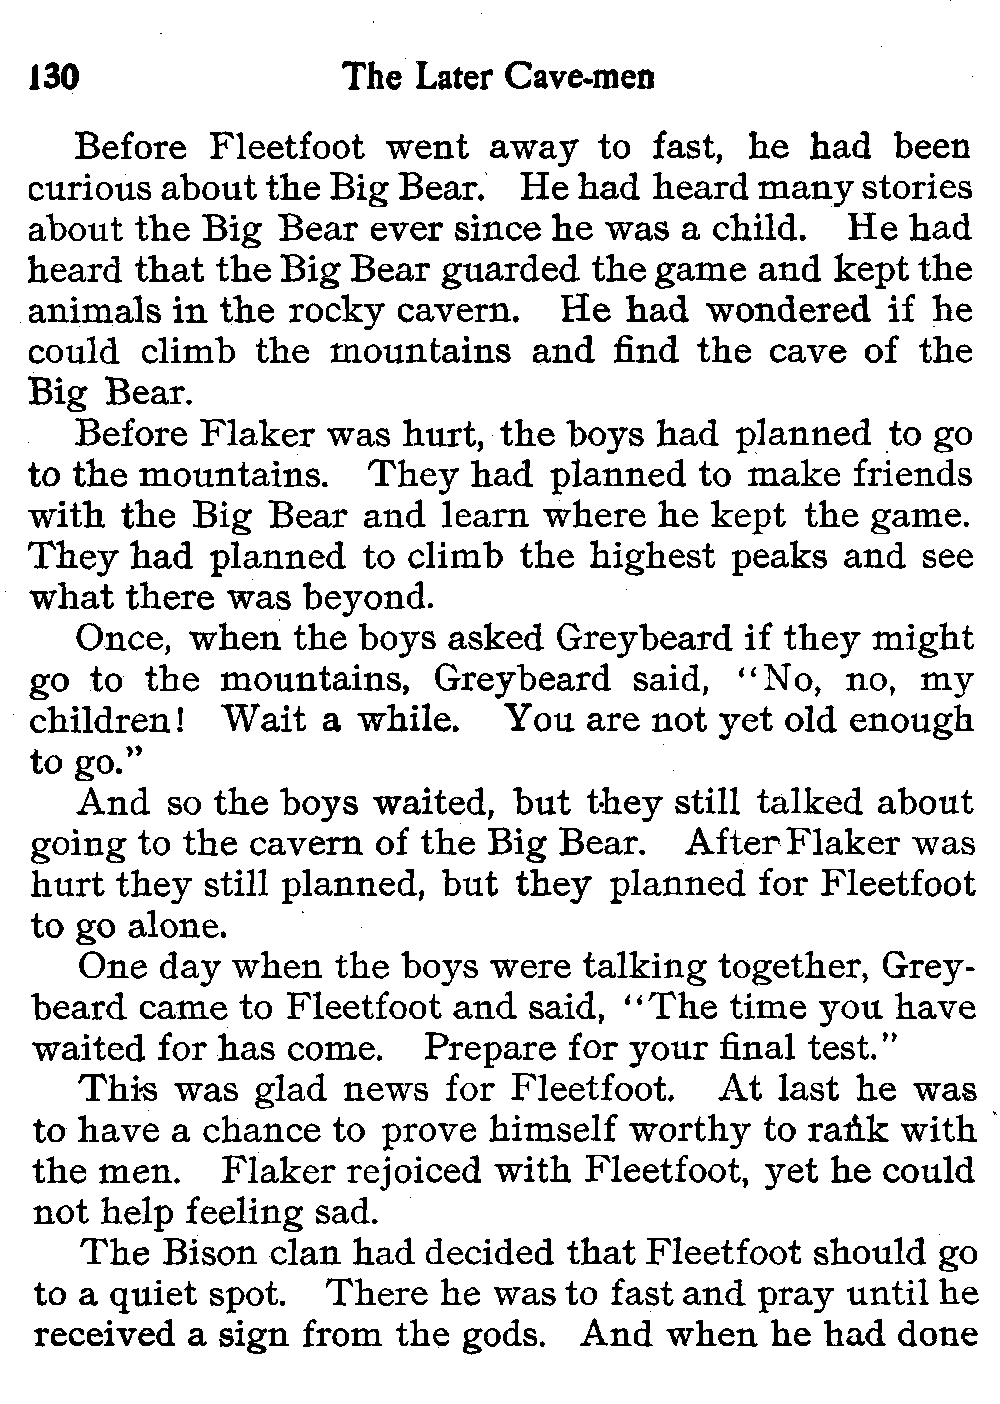 130 The Later Cave-men
Before Fleetfoot went away to fast, he had been
curious about the Big Bear. He had heard many stories
about the Big Bear ever since he was a child. He had
heard that the Big Bear guarded the game and kept the
animals in the rocky cavern. He had wondered if he
could climb the mountains and find the cave of the
Big Bear.
Before Flaker was hurt, the boys had planned to go
to the mountains. They had planned to make friends
with the Big Bear and learn where he kept the game.
They had planned to climb the highest peaks and see
what there was beyond.
Once, when the boys asked Greybeard if they might
go to the mountains, Greybeard said, "No, no, my
children! Wait a while. You are not yet old enough
to go."
And so the boys waited, but they still talked about
going to the cavern of the Big Bear. After Flaker was
hurt they still planned, but they planned for Fleetfoot
to go alone.
One day when the boys were talking together, Grey-
beard came to Fleetfoot and said, "The time you have
waited for has come. Prepare for your final test."
This was glad news for Fleetfoot. At last he was
to have a chance to prove himself worthy to rank with
the men. Flaker rejoiced with Fleetfoot, yet he could
not help feeling sad.
The Bison clan had decided that Fleetfoot should go
to a quiet spot. There he was to fast and pray until he
received a sign from the gods. And when he had done